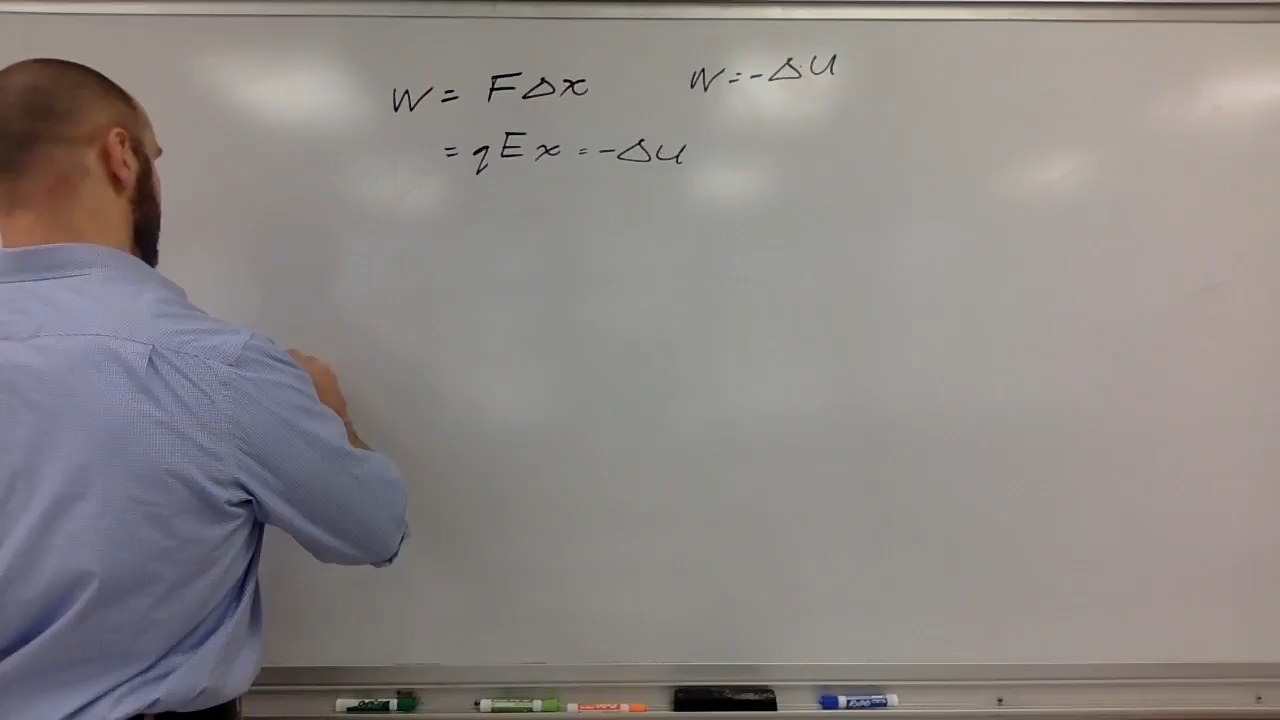 W = FΔx W = -ΔU
= qEx = -ΔU